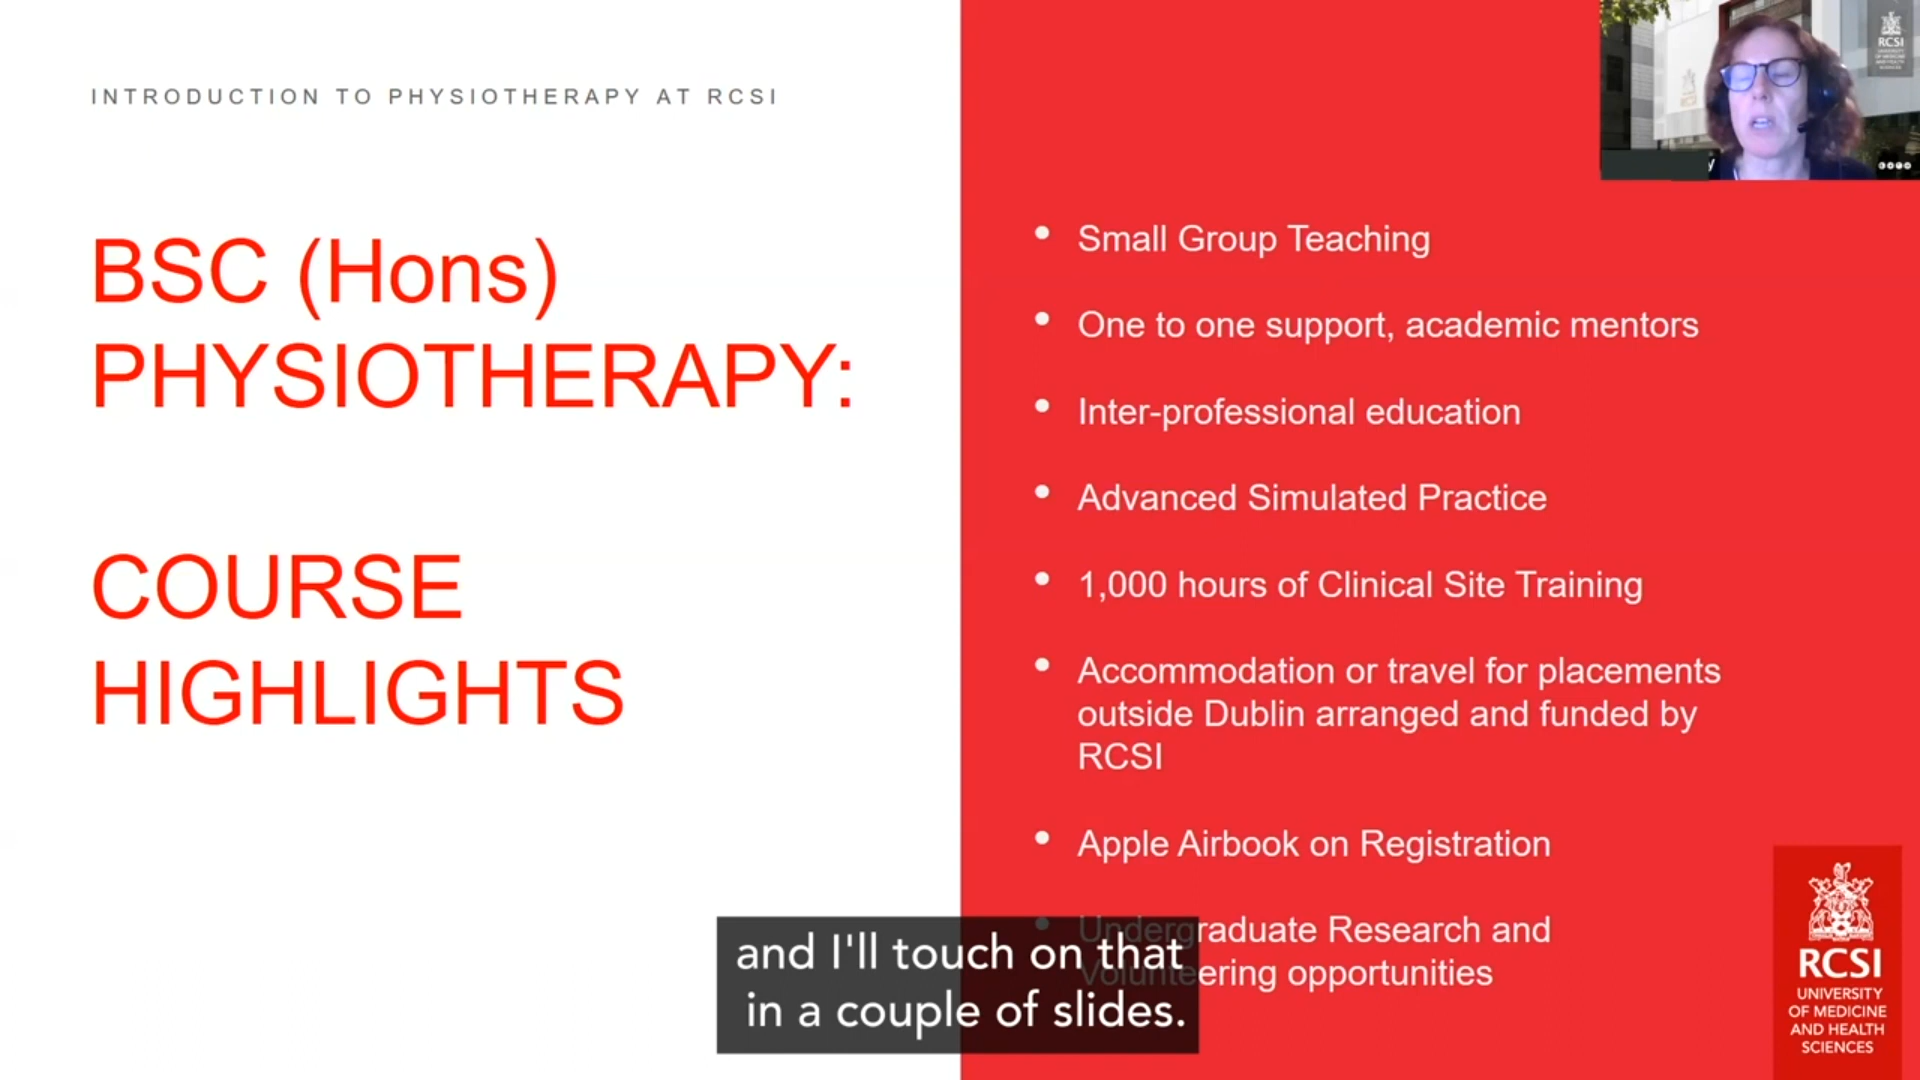 INTRODUCTION TO PHYSIOTHERAPY AT RCSI
BSC (Hons)
PHYSIOTHERAPY:
COURSE
HIGHLIGHTS
RCSI
• Small Group Teaching
• One to one support, academic mentors
• Inter-professional education
• Advanced Simulated Practice
• 1,000 hours of Clinical Site Training
• Accommodation or travel for placements
outside Dublin arranged and funded by
RCSI
• Apple Airbook on Registration
• Undergraduate Research and
Volunteering opportunities
and I'll touch on that
in a couple of slides.
RCSI
UNIVERSITY
OF MEDICINE
AND HEALTH
SCIENCES